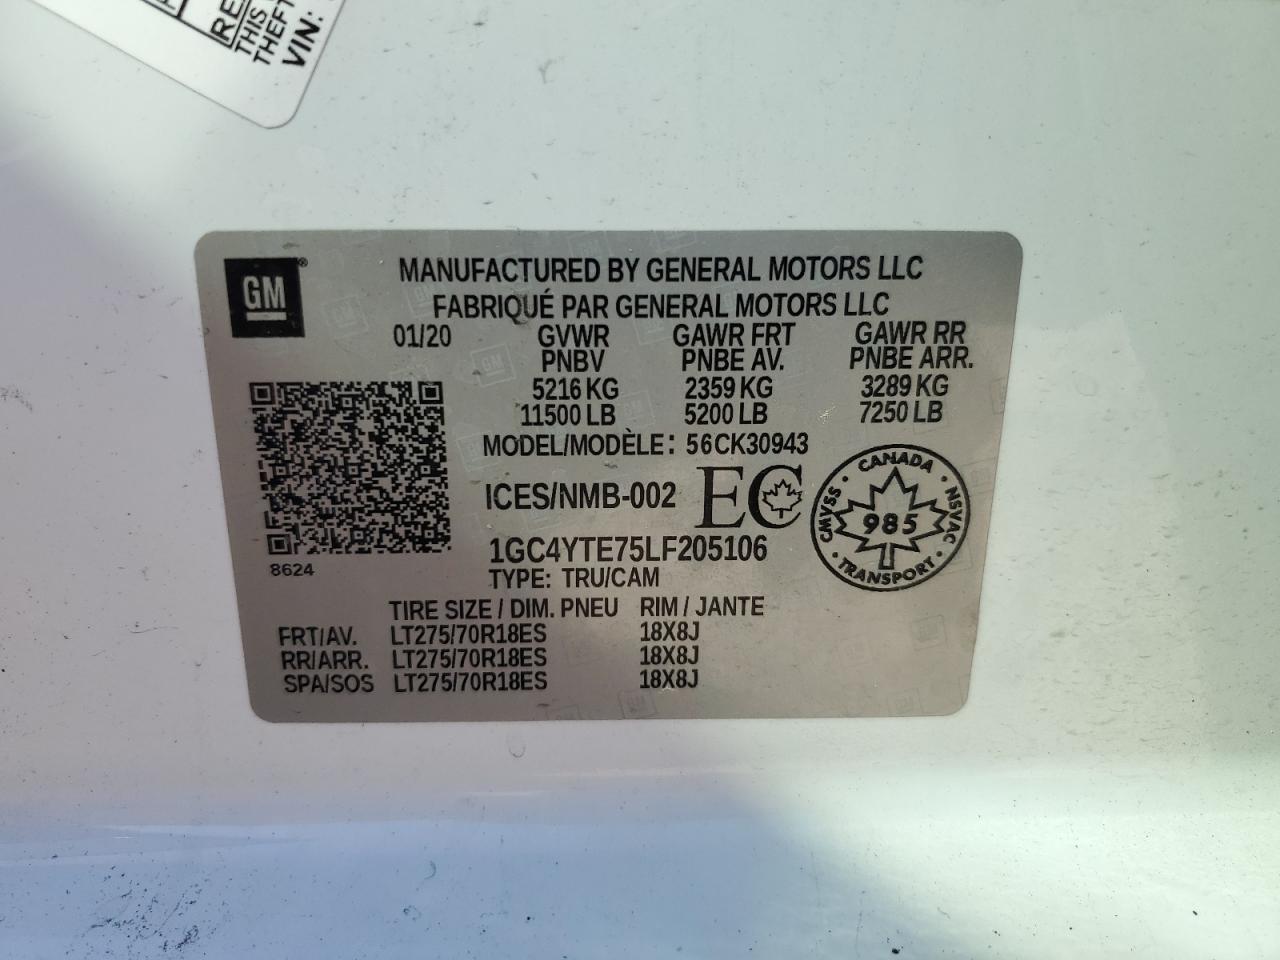 RE
THIS
THEFT
VIN:
GM®
MANUFACTURED BY GENERAL MOTORS LLC
FABRIQUÉ PAR GENERAL MOTORS LLC
01/20 GVWR GAWR FRT GAWR RR
PNBV PNBE AV. PNBE ARR.
5216 KG 2359 KG 3289 KG
11500 LB 5200 LB 7250 LB
MODEL/MODÈLE: 56CK30943
ICES/NMB-002 EC
CANADA
CMVSS 985 NSVAC
TRANSPORT
1GC4YTE75LF205106
8624
TYPE: TRU/CAM
TIRE SIZE / DIM. PNEU RIM / JANTE
FRT/AV. LT275/70R18ES 18X8J
RR/ARR. LT275/70R18ES 18X8J
SPA/SOS LT275/70R18ES 18X8J